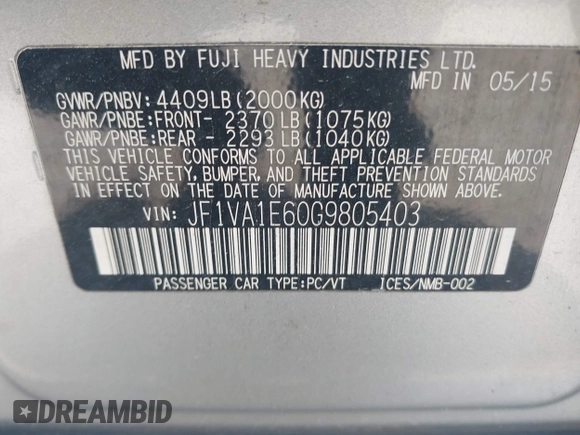 MFD BY FUJI HEAVY INDUSTRIES LTD.
MFD IN 05/15
GVWR/PNBV: 4409LB(2000KG)
GAWR/PNBE:FRONT- 2370LB(1075KG)
GAWR/PNBE:REAR - 2293LB(1040KG)
THIS VEHICLE CONFORMS TO ALL APPLICABLE FEDERAL MOTOR
VEHICLE SAFETY, BUMPER, AND THEFT PREVENTION STANDARDS
IN EFFECT ON THE DATE OF MANUFACTURE SHOWN ABOVE.
VIN: JF1VA1E60G9805403
PASSENGER CAR TYPE:PC/VT ICES/NMB-002
DREAMBID